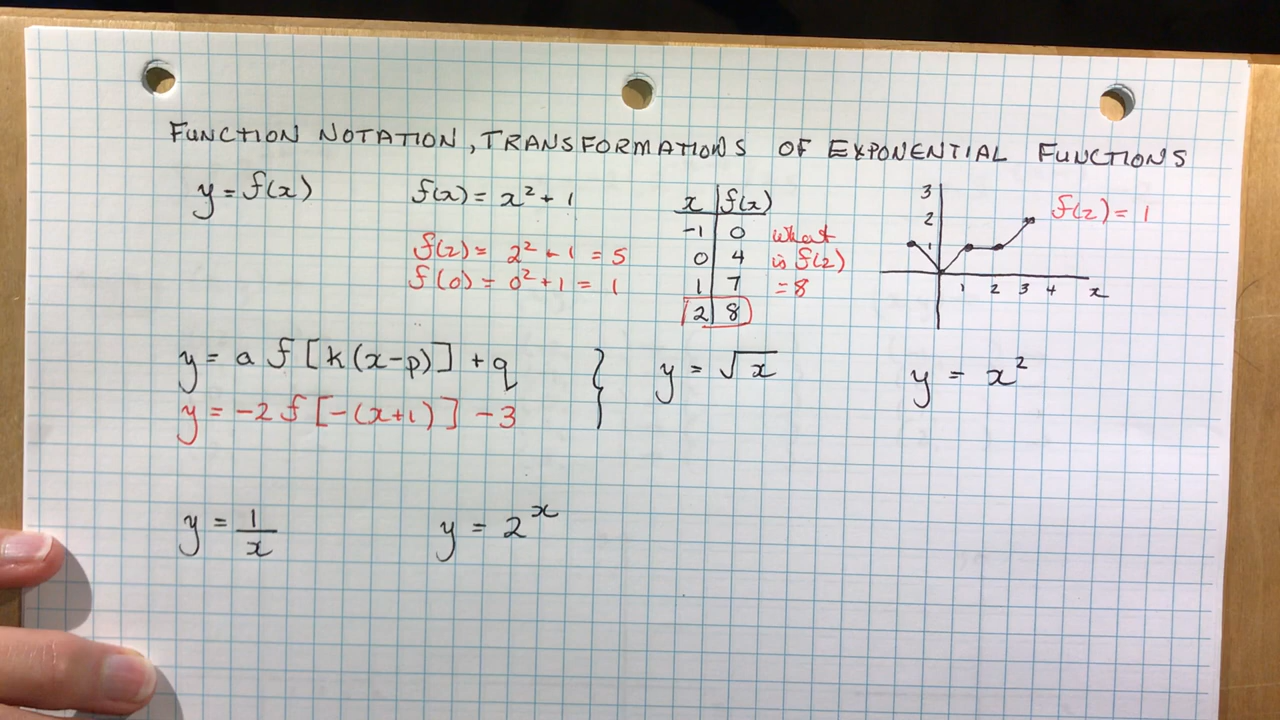 FUNCTION NOTATION, TRANSFORMATIONS OF EXPONENTIAL FUNCTIONS
y = f(x)
f(x) = x² + 1
f(2) = 2² + 1 = 5
f(0) = 0² + 1 = 1
x f(x)
-1 0
0 4
1 7
2 8
what
is f(2)
= 8
3
2
1
1 2 3 4 x
f(2) = 1
y = a f [k(x-p)] + q
y = -2 f [-(x+1)] - 3
}
y = √x
y = x²
y = 1/x
y = 2ˣ